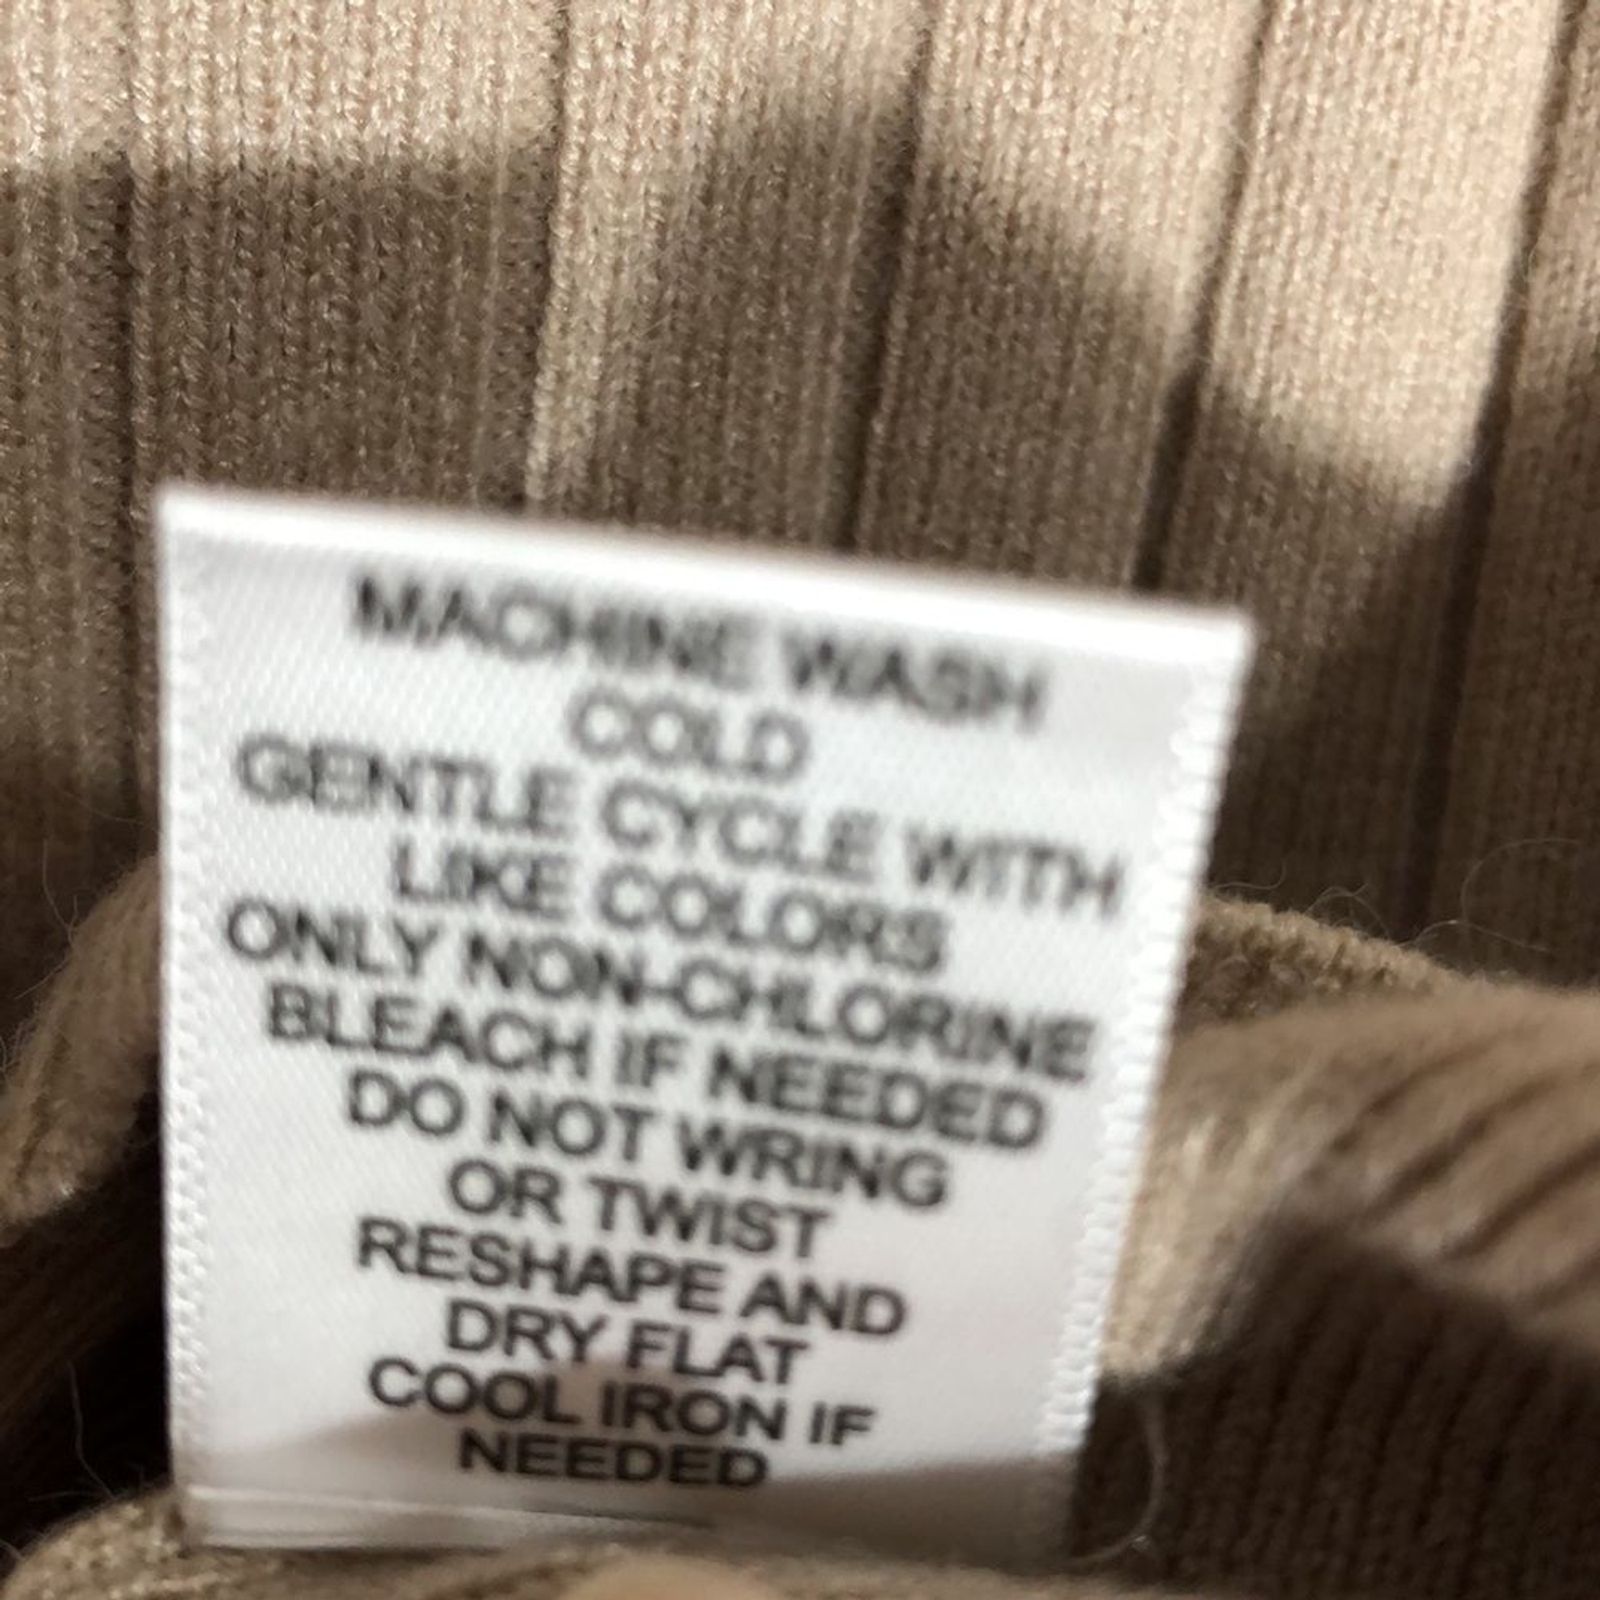 MACHINE WASH
COLD
GENTLE CYCLE WITH
LIKE COLORS
ONLY NON-CHLORINE
BLEACH IF NEEDED
DO NOT WRING
OR TWIST
RESHAPE AND
DRY FLAT
COOL IRON IF
NEEDED